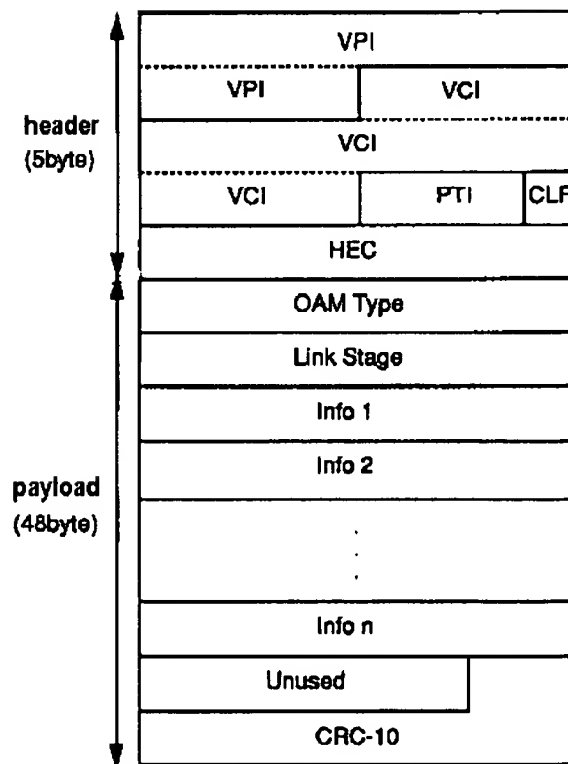 VPI
VPI VCI
header
(5byte)
VCI
VCI PTI CLP
HEC
OAM Type
Link Stage
Info 1
Info 2
payload
(48byte)
Info n
Unused
CRC-10